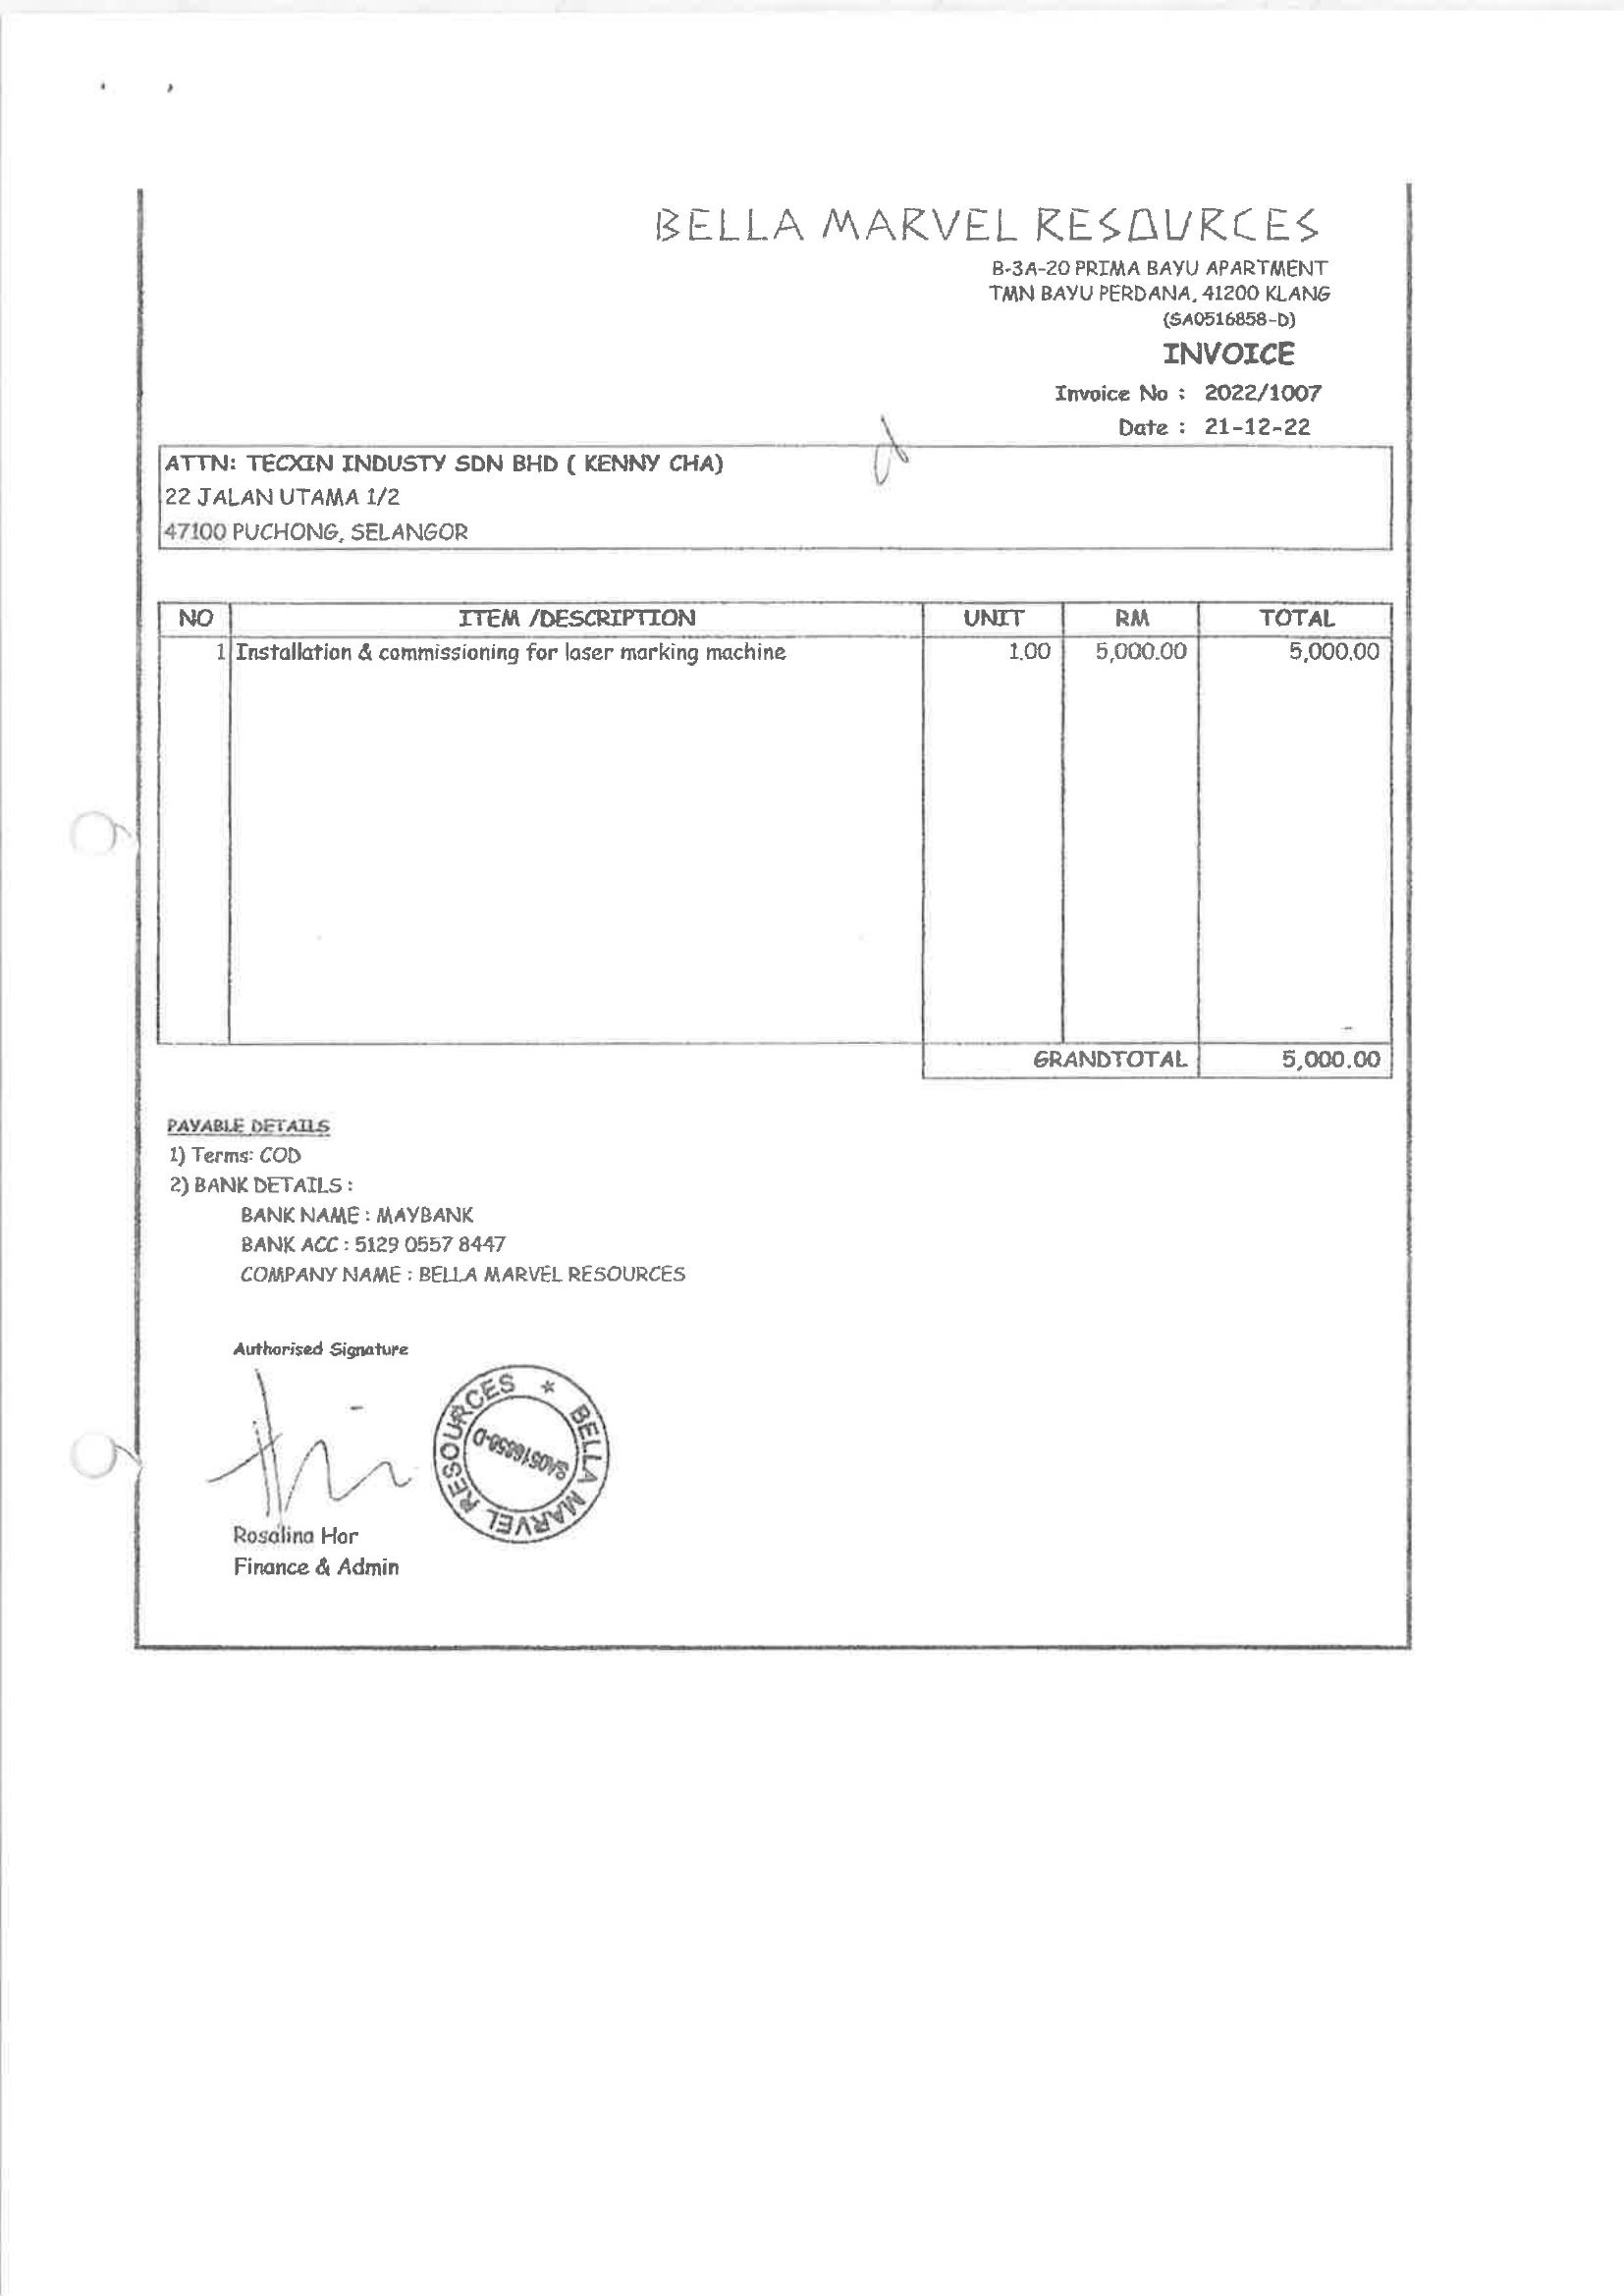 BELLA MARVEL RESOURCES
B-3A-20 PRIMA BAYU APARTMENT
TMN BAYU PERDANA, 41200 KLANG
(SA0516858-D)
INVOICE
Invoice No : 2022/1007
Date : 21-12-22
ATTN: TECXIN INDUSTY SDN BHD ( KENNY CHA)
22 JALAN UTAMA 1/2
47100 PUCHONG, SELANGOR
NO ITEM /DESCRIPTION UNIT RM TOTAL
1 Installation & commissioning for laser marking machine 1.00 5,000.00 5,000.00
-
GRANDTOTAL 5,000.00
PAYABLE DETAILS
1) Terms: COD
2) BANK DETAILS :
BANK NAME : MAYBANK
BANK ACC : 5129 0557 8447
COMPANY NAME : BELLA MARVEL RESOURCES
Authorised Signature
BELLA MARVEL RESOURCES *
SA0516858-D
Rosalina Hor
Finance & Admin